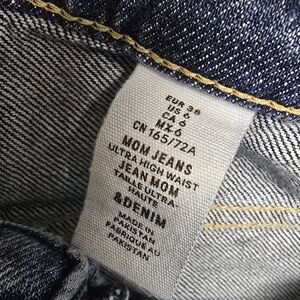 EUR 38
US 6
CA 6
MX 6
CN 165/72A
MOM JEANS
ULTRA HIGH WAIST
JEAN MOM
TAILLE ULTRA-
HAUTE
&DENIM
MADE IN
PAKISTAN
FABRIQUÉ AU
PAKISTAN